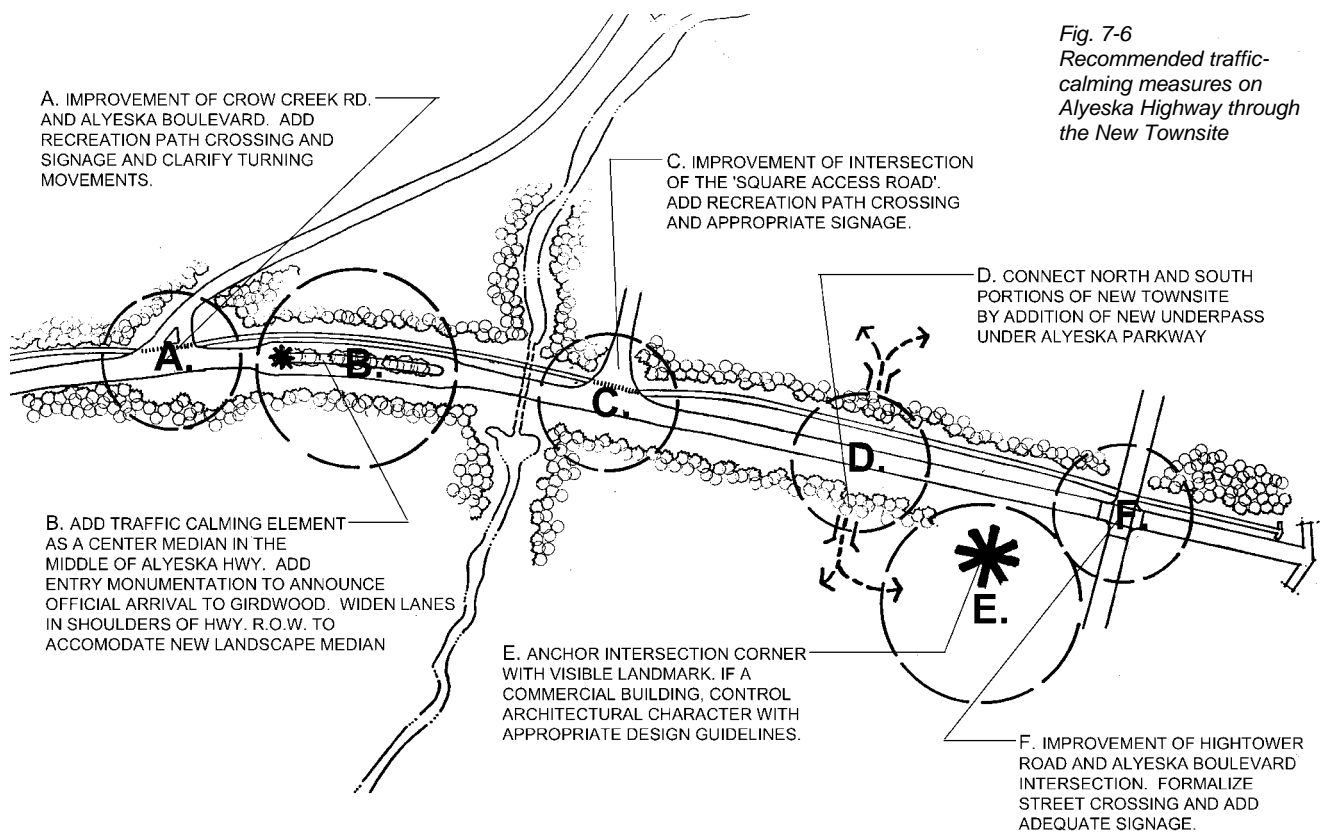 Fig. 7-6
Recommended traffic-
calming measures on
Alyeska Highway through
the New Townsite
A. IMPROVEMENT OF CROW CREEK RD.
AND ALYESKA BOULEVARD. ADD
RECREATION PATH CROSSING AND
SIGNAGE AND CLARIFY TURNING
MOVEMENTS.
C. IMPROVEMENT OF INTERSECTION
OF THE 'SQUARE ACCESS ROAD'.
ADD RECREATION PATH CROSSING
AND APPROPRIATE SIGNAGE.
D. CONNECT NORTH AND SOUTH
PORTIONS OF NEW TOWNSITE
BY ADDITION OF NEW UNDERPASS
UNDER ALYESKA PARKWAY
A.
B.
C.
D.
E.
F.
B. ADD TRAFFIC CALMING ELEMENT
AS A CENTER MEDIAN IN THE
MIDDLE OF ALYESKA HWY. ADD
ENTRY MONUMENTATION TO ANNOUNCE
OFFICIAL ARRIVAL TO GIRDWOOD. WIDEN LANES
IN SHOULDERS OF HWY. R.O.W. TO
ACCOMODATE NEW LANDSCAPE MEDIAN
E. ANCHOR INTERSECTION CORNER
WITH VISIBLE LANDMARK. IF A
COMMERCIAL BUILDING, CONTROL
ARCHITECTURAL CHARACTER WITH
APPROPRIATE DESIGN GUIDELINES.
F. IMPROVEMENT OF HIGHTOWER
ROAD AND ALYESKA BOULEVARD
INTERSECTION. FORMALIZE
STREET CROSSING AND ADD
ADEQUATE SIGNAGE.